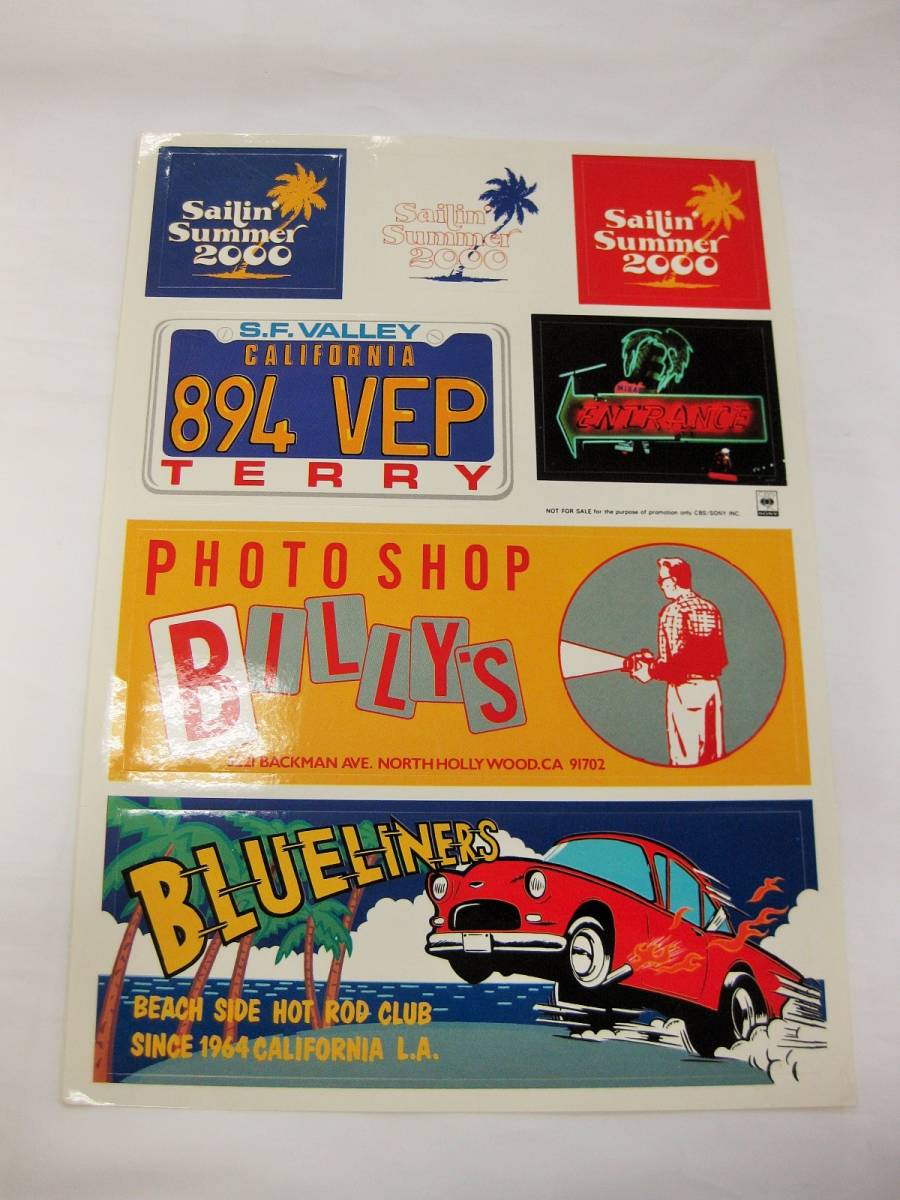 Sailin'
Summer
2000
Sailin'
Summer
2000
Sailin'
Summer
2000
S.F. VALLEY
CALIFORNIA
894 VEP
TERRY
ENTRANCE
NOT FOR SALE for the purpose of promotion only CBS/SONY INC.
SONY
PHOTO SHOP
BILLY'S
BACKMAN AVE. NORTH HOLLYWOOD, CA 91702
BLUELINERS
BEACH SIDE HOT ROD CLUB
SINCE 1964 CALIFORNIA L.A.